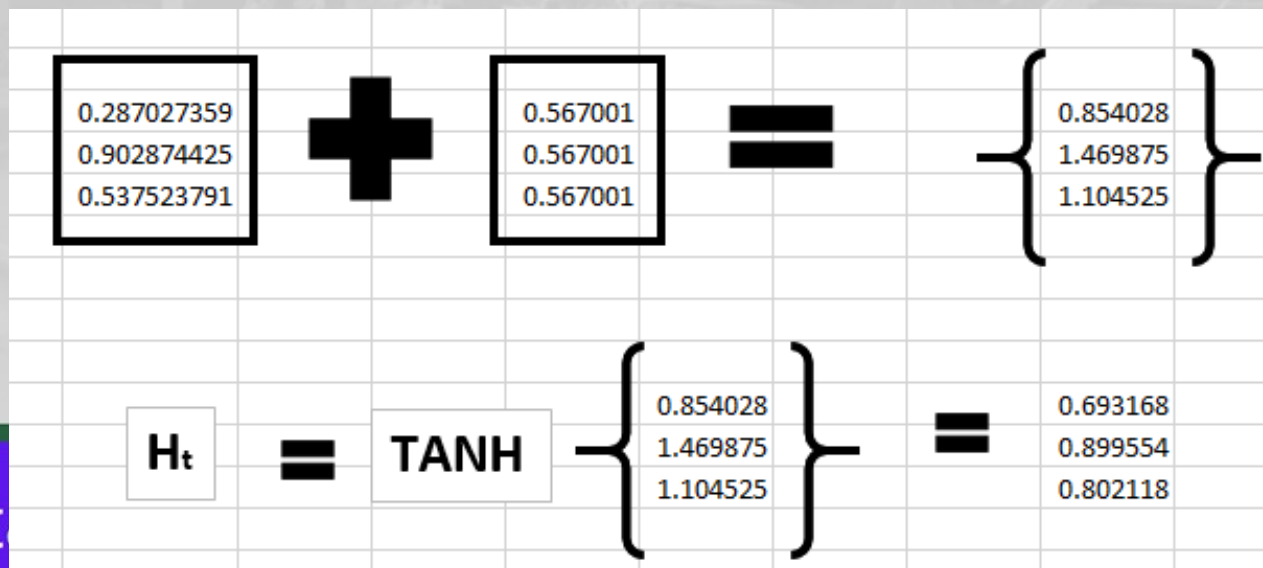 0.287027359 + 0.567001 = { 0.854028 }
0.902874425 0.567001 1.469875
0.537523791 0.567001 1.104525
Ht = TANH { 0.854028 } = 0.693168
1.469875 0.899554
1.104525 0.802118